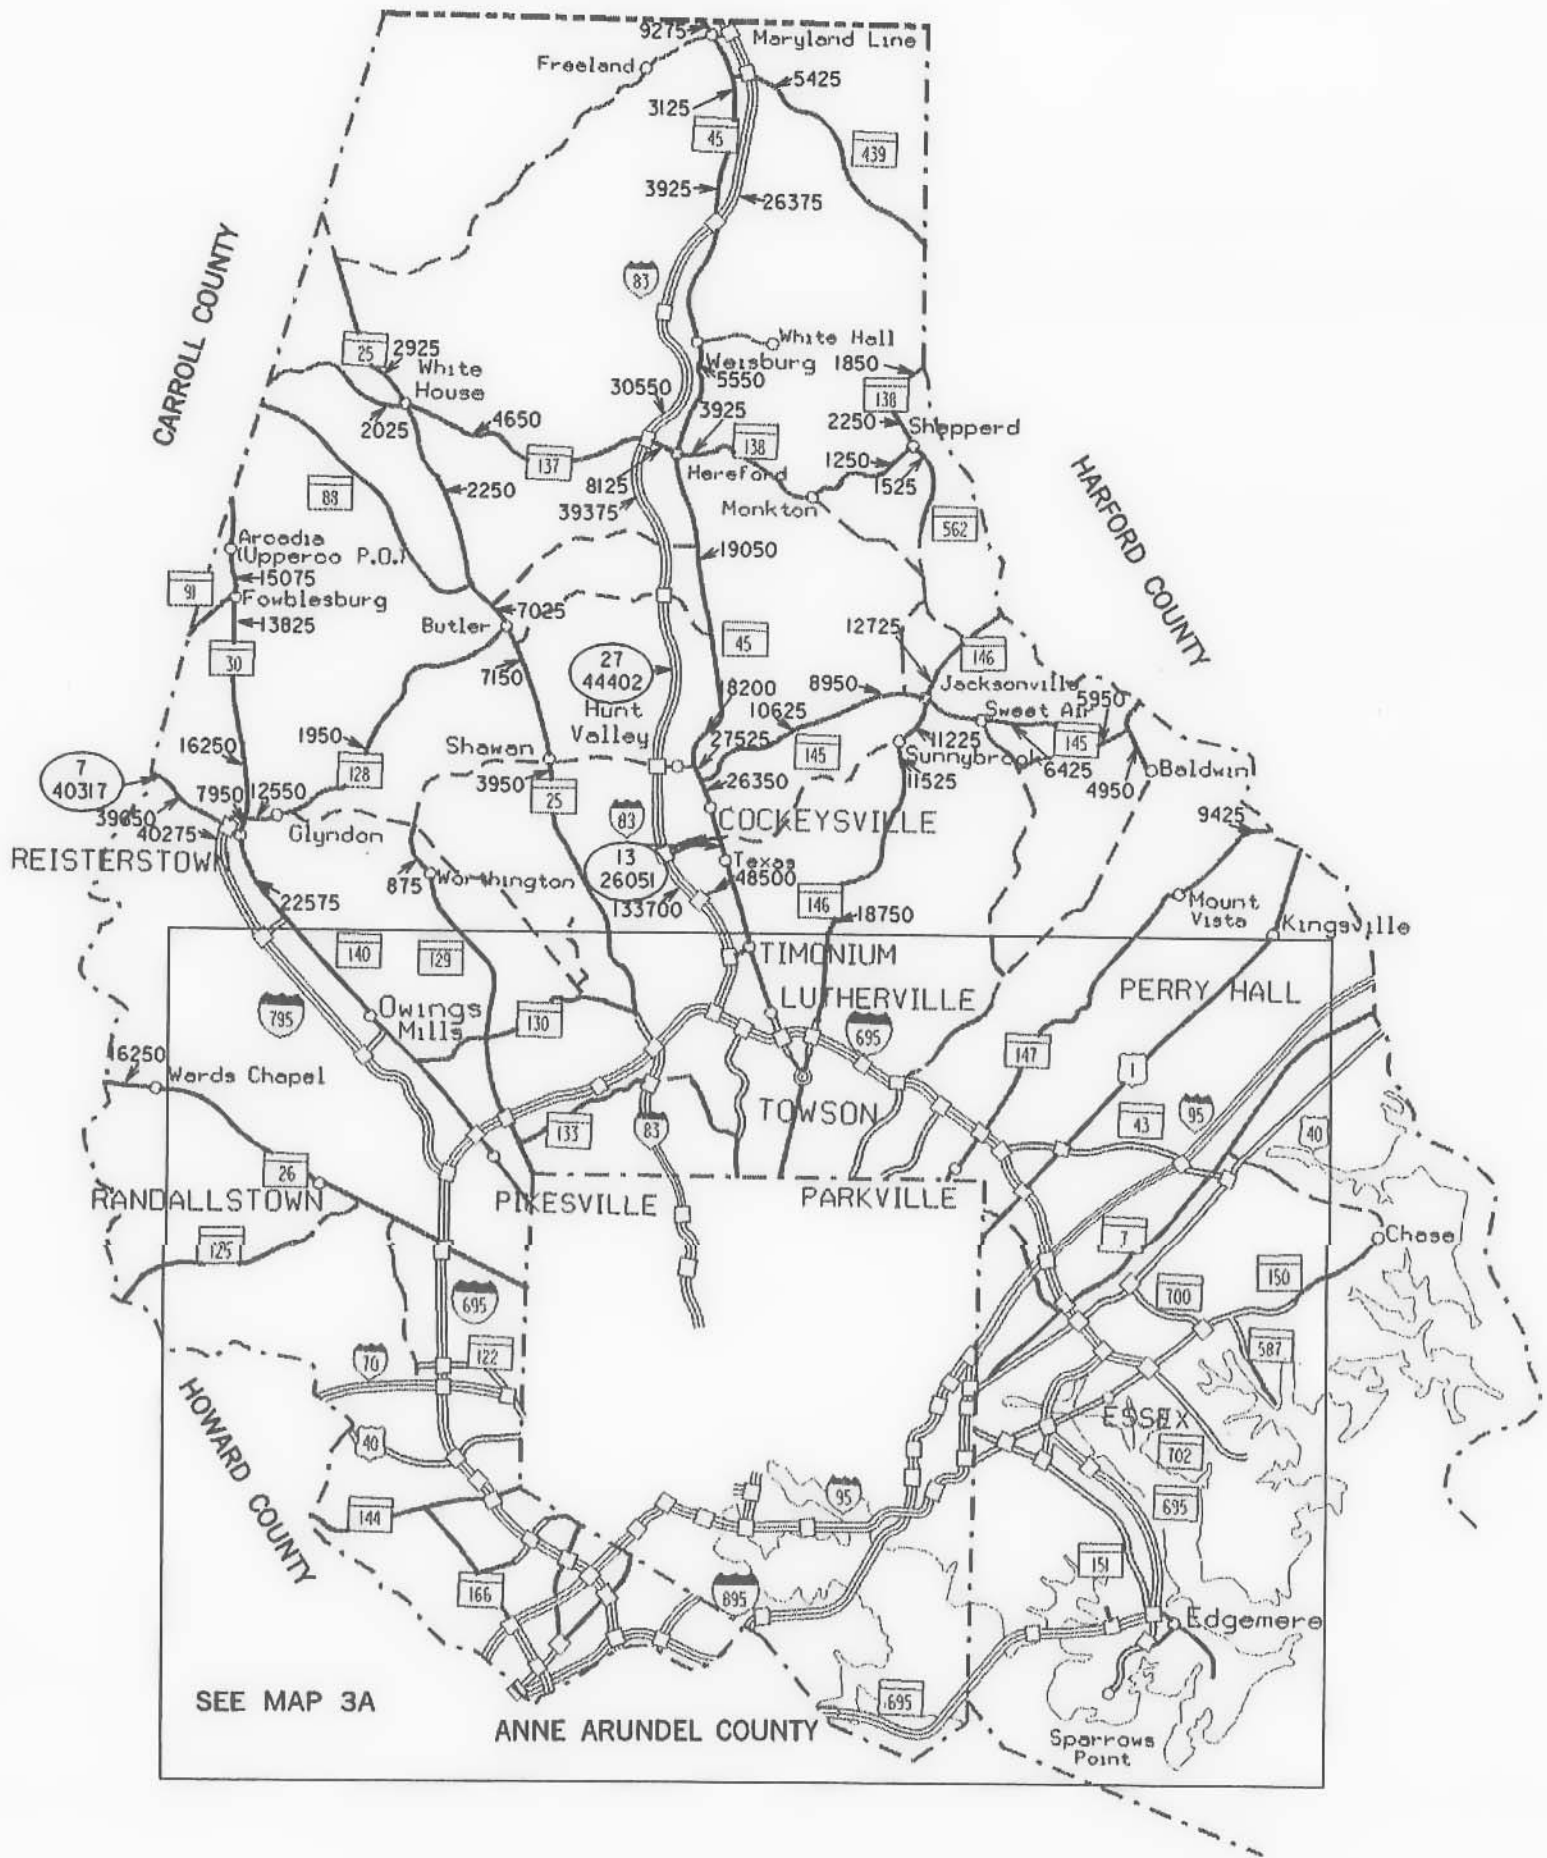 9275
Maryland Line
Freeland
5425
3125
45
439
3925
26375
CARROLL COUNTY
83
White Hall
25
2925
White
House
Weisburg
5550
1850
30550
3925
138
2250
Shepperd
2025
4650
137
138
1250
1525
8125
Hereford
39375
Monkton
HARFORD COUNTY
88
2250
562
Arcadia
(Upperco P.O.)
19050
15075
91
Fowblesburg
13825
7025
Butler
12725
30
45
146
27
44402
7150
8950
Jacksonville
18200
5950
Hunt
Valley
10625
Sweet Air
16250
1950
Shawan
27525
11225
145
145
Sunnybrook
6425
7
40317
128
3950
26350
11525
Baldwin
4950
7950
12550
25
39650
83
COCKEYSVILLE
9425
40275
Glyndon
REISTERSTOWN
13
26051
Texas
875
Worthington
48500
133700
22575
146
18750
Mount
Vista
Kingsville
140
129
TIMONIUM
PERRY HALL
LUTHERVILLE
795
Owings
Mills
130
695
147
16250
Wards Chapel
1
TOWSON
43
95
40
133
83
26
RANDALLSTOWN
PIKESVILLE
PARKVILLE
125
7
Chase
150
695
700
587
122
70
HOWARD COUNTY
ESSEX
40
702
95
695
144
151
166
895
Edgemere
SEE MAP 3A
695
ANNE ARUNDEL COUNTY
Sparrows
Point